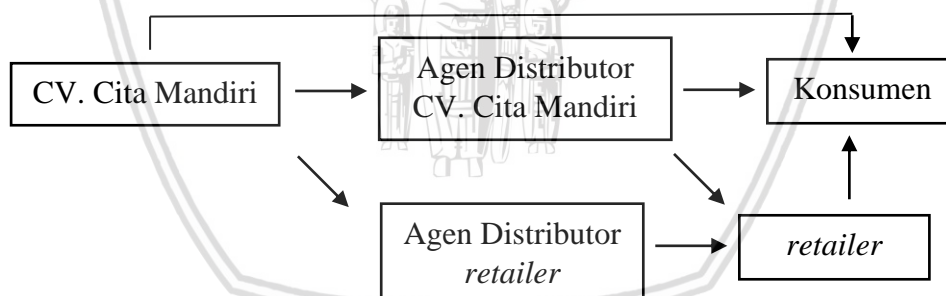 CV. Cita Mandiri
Agen Distributor
CV. Cita Mandiri
Konsumen
Agen Distributor
retailer
retailer